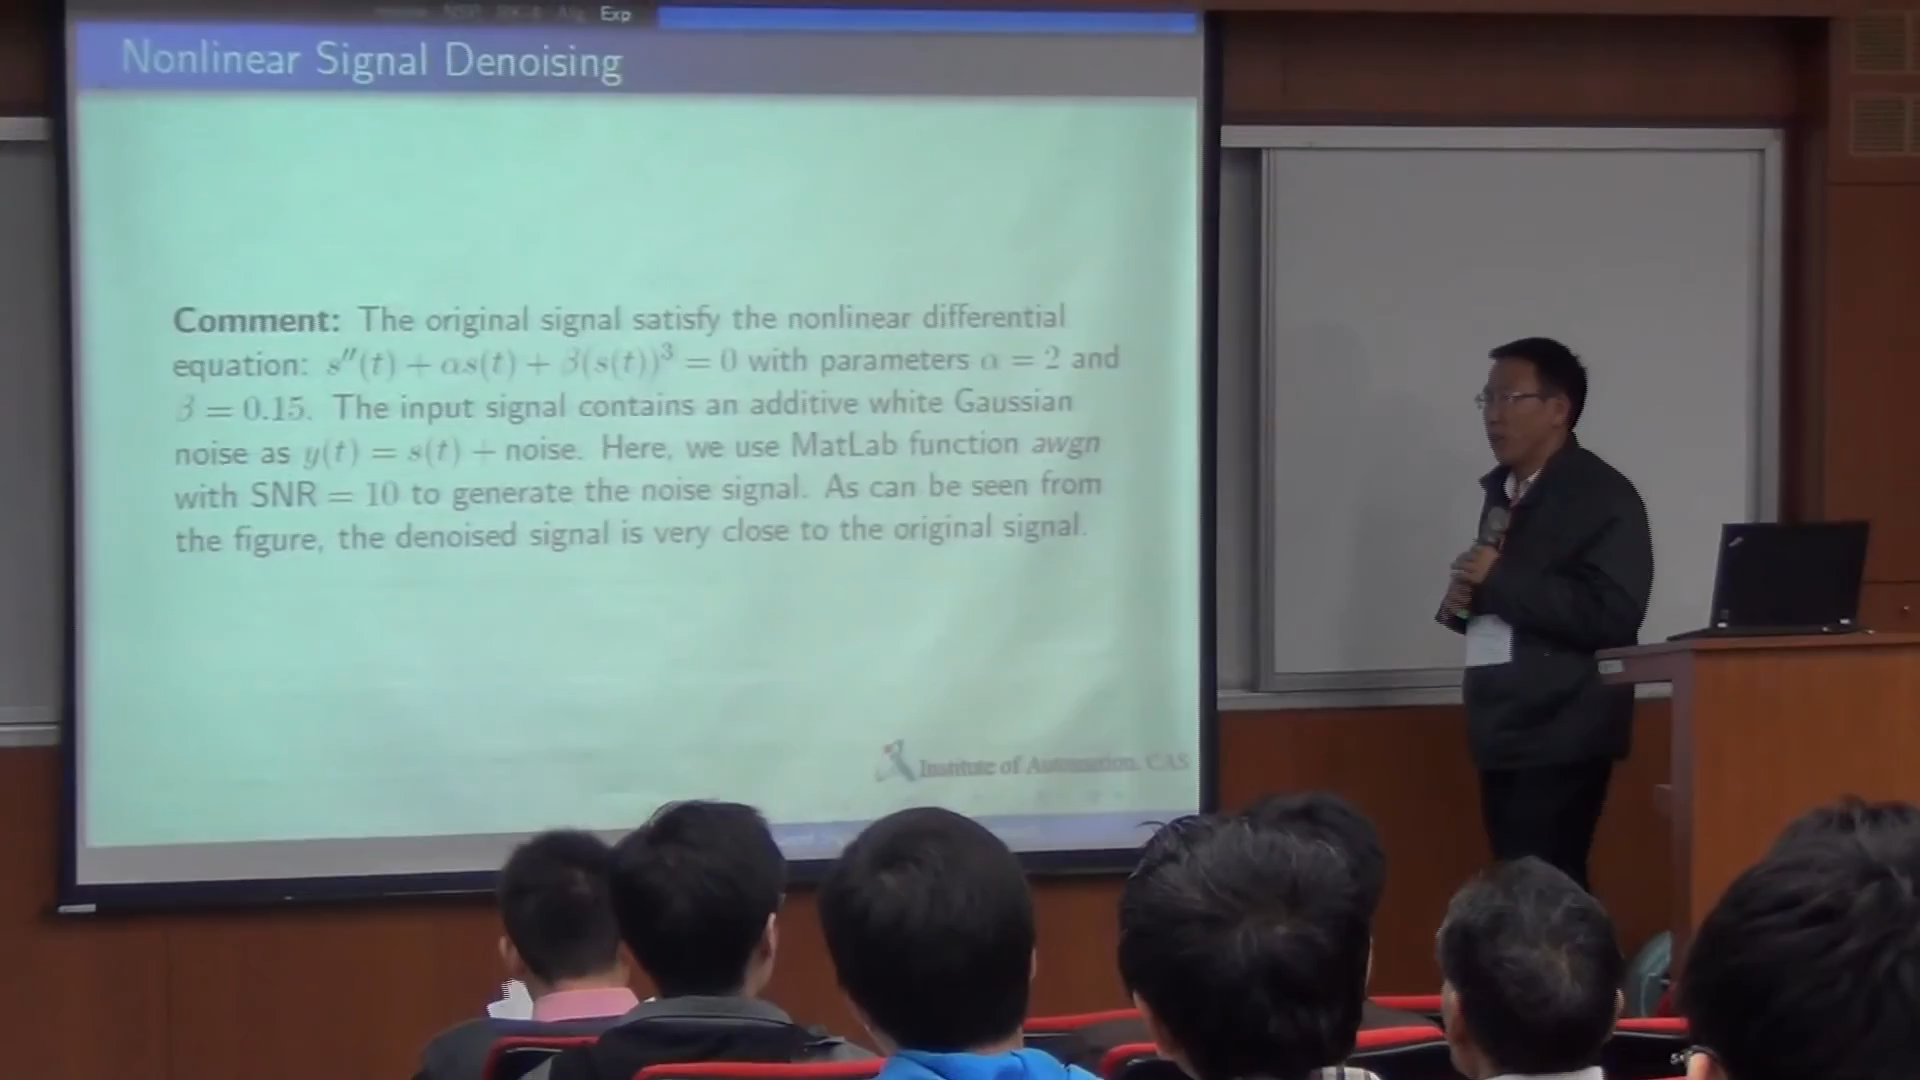 Exp
Nonlinear Signal Denoising
Comment: The original signal satisfy the nonlinear differential
equation: s″(t) + αs(t) + β(s(t))³ = 0 with parameters α = 2 and
β = 0.15. The input signal contains an additive white Gaussian
noise as y(t) = s(t) + noise. Here, we use MatLab function awgn
with SNR = 10 to generate the noise signal. As can be seen from
the figure, the denoised signal is very close to the original signal.
Institute of Automation, CAS